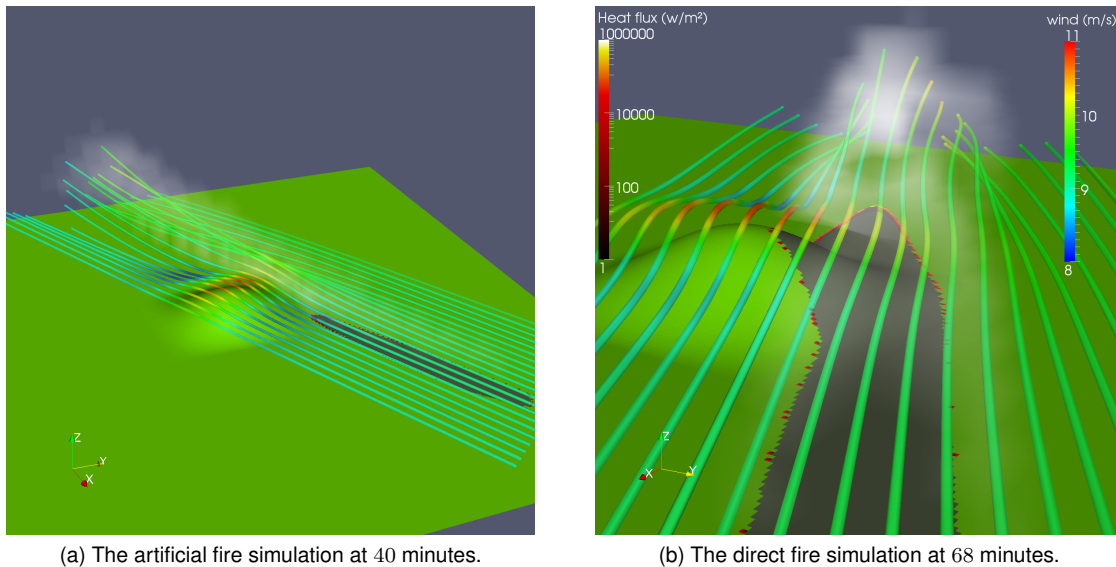 Heat flux (w/m²)
1000000
10000
100
1
wind (m/s)
11
10
9
8
Z
Y
X
Z
Y
X
(a) The artificial fire simulation at 40 minutes.
(b) The direct fire simulation at 68 minutes.